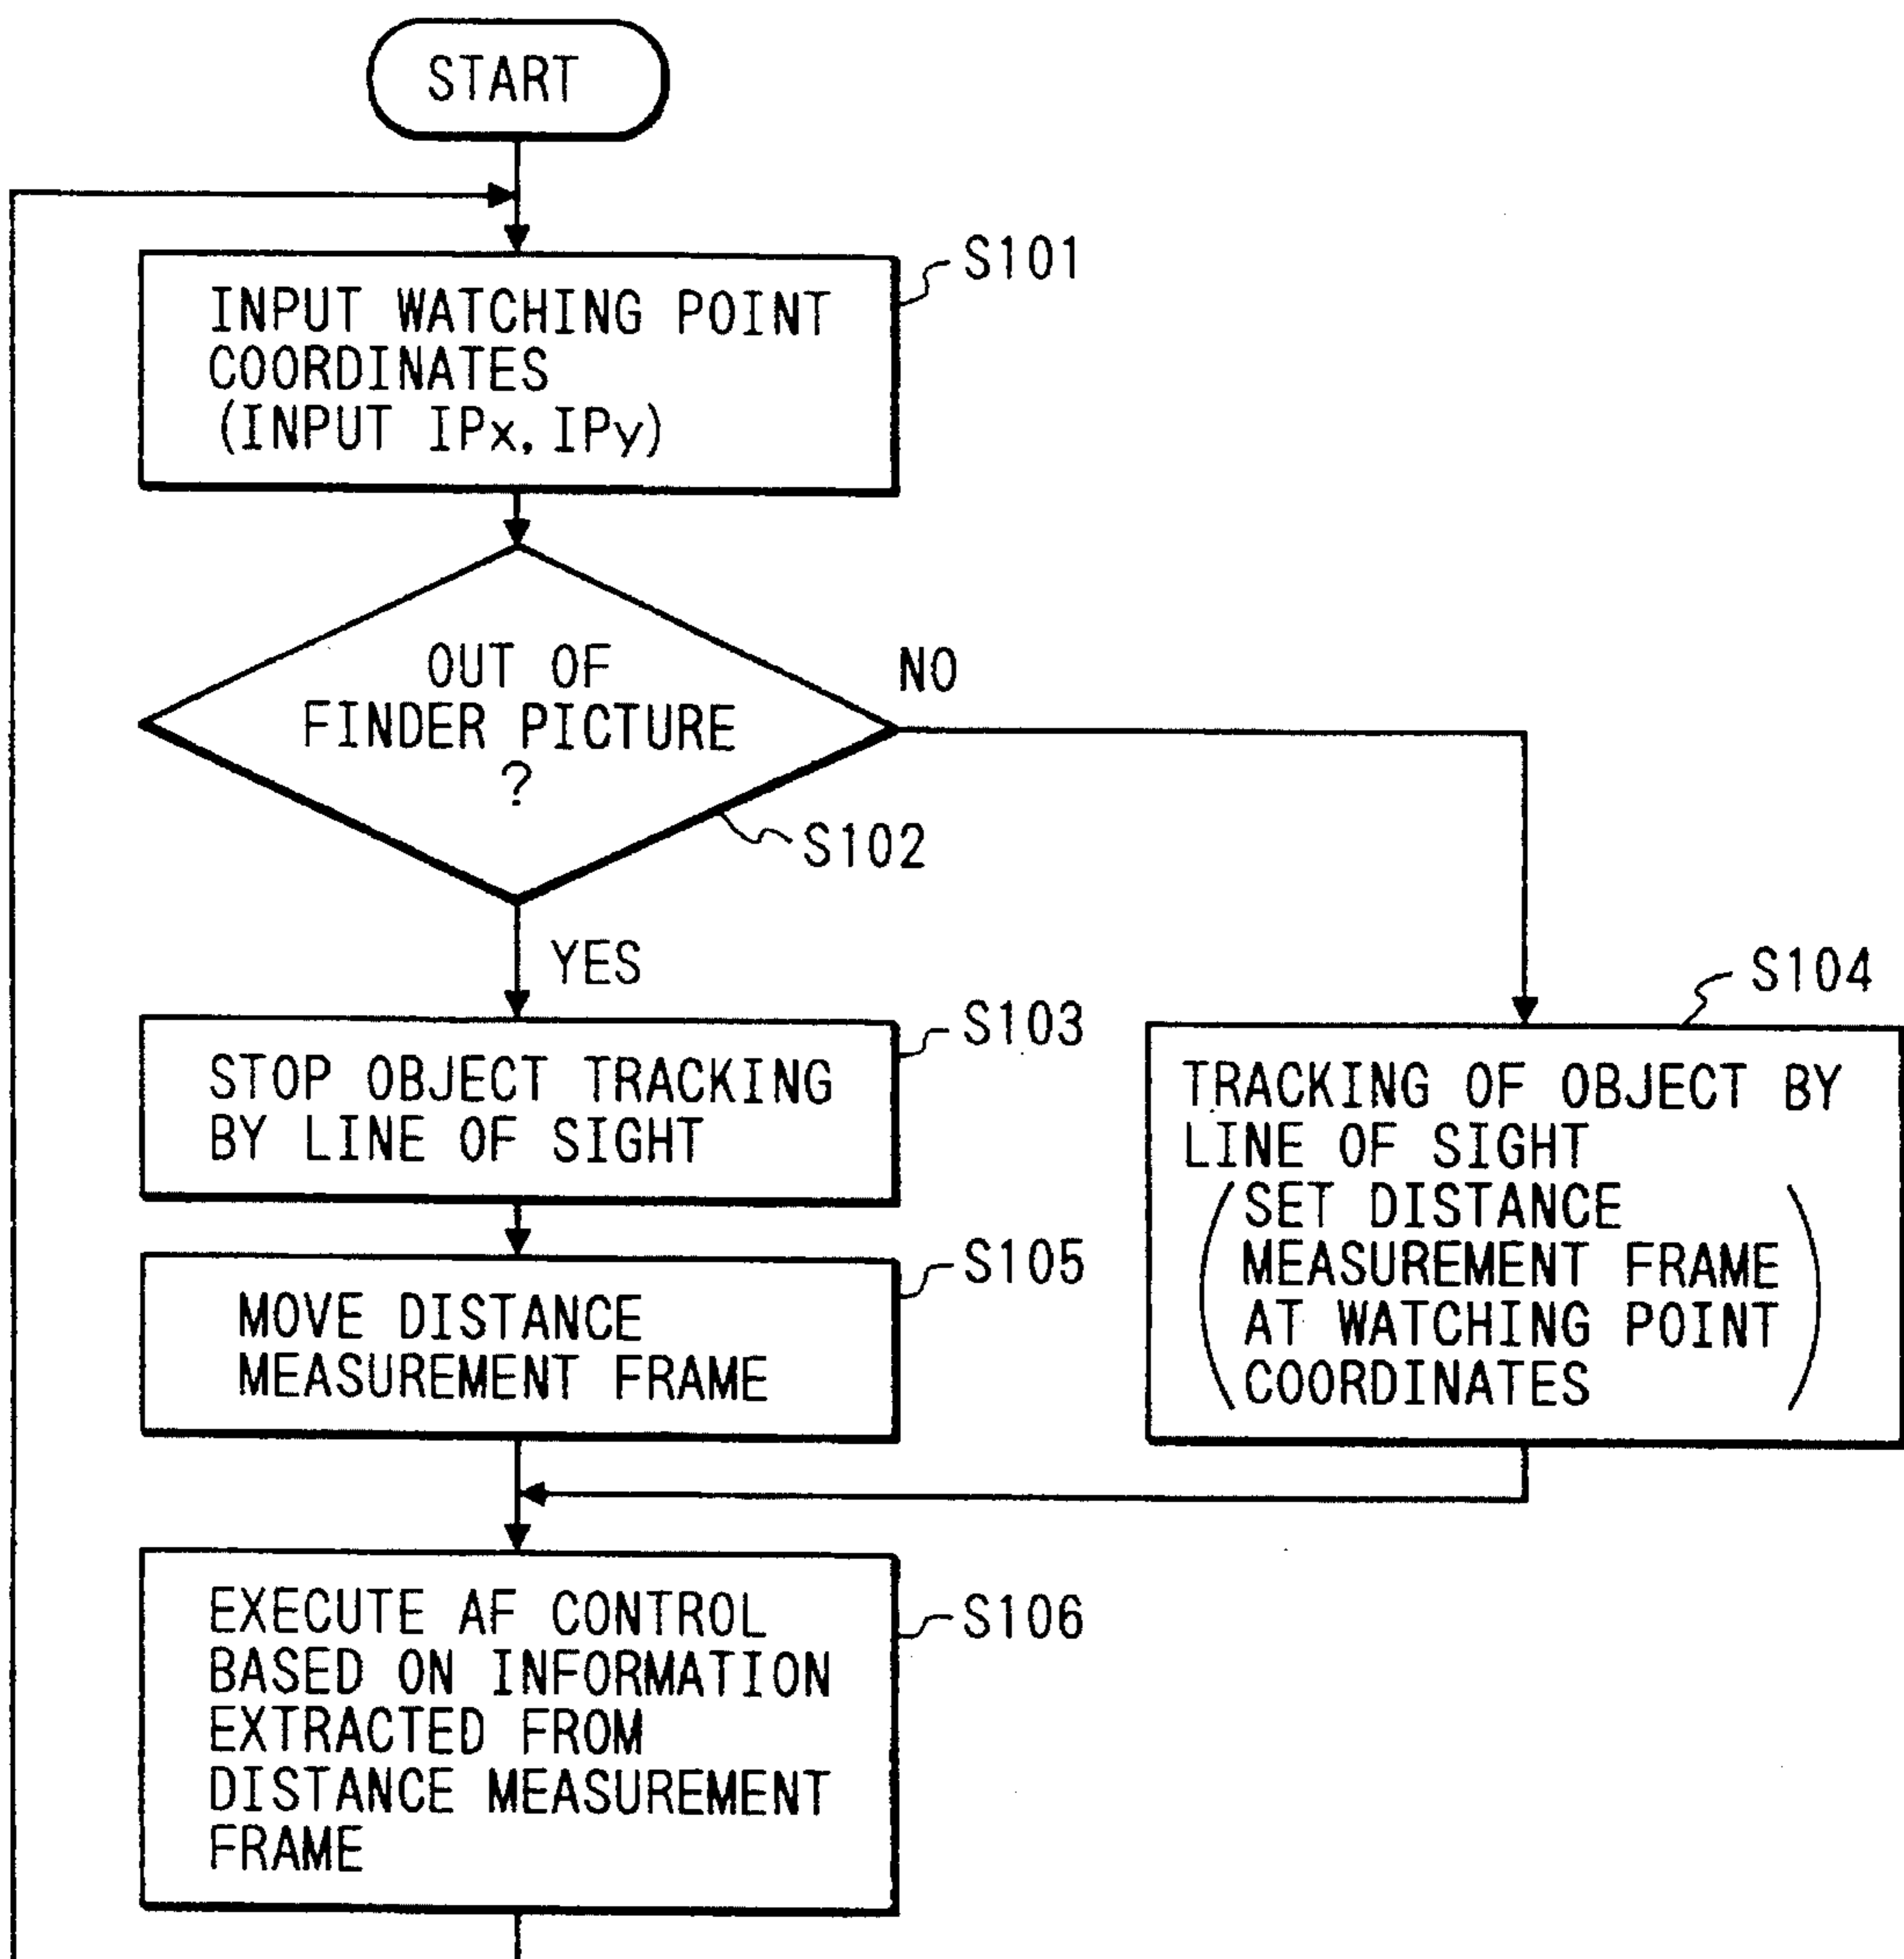 START
S101
INPUT WATCHING POINT
COORDINATES
(INPUT IPx, IPy)
OUT OF
FINDER PICTURE
?
NO
S102
YES
S103
STOP OBJECT TRACKING
BY LINE OF SIGHT
S104
TRACKING OF OBJECT BY
LINE OF SIGHT
(SET DISTANCE
MEASUREMENT FRAME
AT WATCHING POINT
COORDINATES)
S105
MOVE DISTANCE
MEASUREMENT FRAME
S106
EXECUTE AF CONTROL
BASED ON INFORMATION
EXTRACTED FROM
DISTANCE MEASUREMENT
FRAME